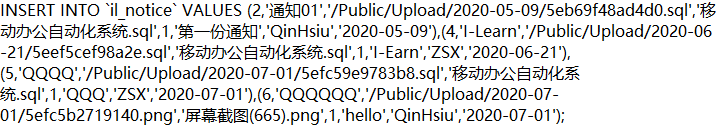 INSERT INTO `il_notice` VALUES (2,'通知01','/Public/Upload/2020-05-09/5eb69f48ad4d0.sql','移
动办公自动化系统.sql',1,'第一份通知','QinHsiu','2020-05-09'),(4,'I-Learn','/Public/Upload/2020-06
-21/5eef5cef98a2e.sql','移动办公自动化系统.sql',1,'I-Earn','ZSX','2020-06-21'),
(5,'QQQQ','/Public/Upload/2020-07-01/5efc59e9783b8.sql','移动办公自动化系
统.sql',1,'QQQ','ZSX','2020-07-01'),(6,'QQQQQQ','/Public/Upload/2020-07-
01/5efc5b2719140.png','屏幕截图(665).png',1,'hello','QinHsiu','2020-07-01');